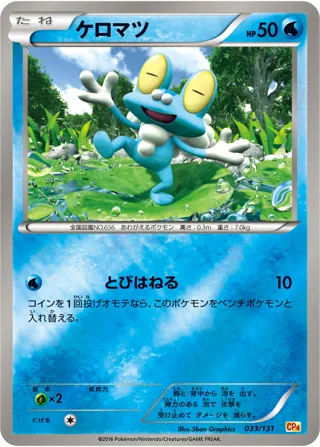 たね
ケロマツ
HP50
全国図鑑NO.656 あわがえるポケモン 高さ:0.3m 重さ:7.0kg
とびはねる 10
コインを1回投げオモテなら、このポケモンをベンチポケモンと
入れ替える。
弱点 ×2 抵抗力
にげる
胸と 背中から 泡を 出す。
弾力のある 泡で 攻撃を
受け止めて ダメージを 減らす。
Illus.5ban Graphics 033/131 CP4
©2016 Pokémon/Nintendo/Creatures/GAME FREAK.